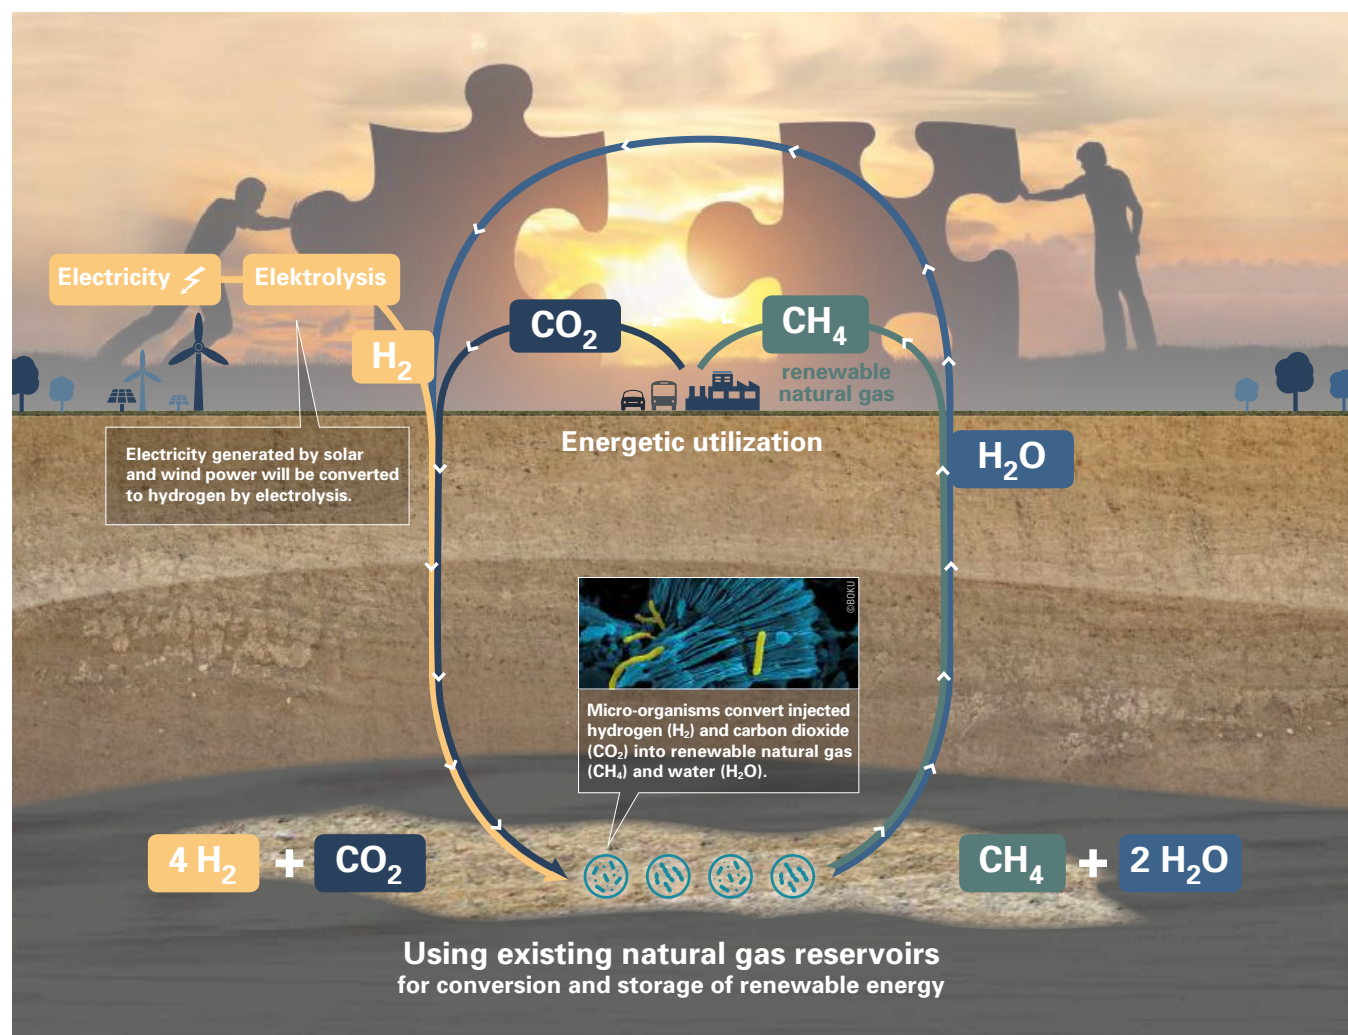 Electricity
Elektrolysis
H2
CO2
CH4
renewable
natural gas
Energetic utilization
H2O
Electricity generated by solar
and wind power will be converted
to hydrogen by electrolysis.
©BOKU
Micro-organisms convert injected
hydrogen (H2) and carbon dioxide
(CO2) into renewable natural gas
(CH4) and water (H2O).
4 H2 + CO2
CH4 + 2 H2O
Using existing natural gas reservoirs
for conversion and storage of renewable energy